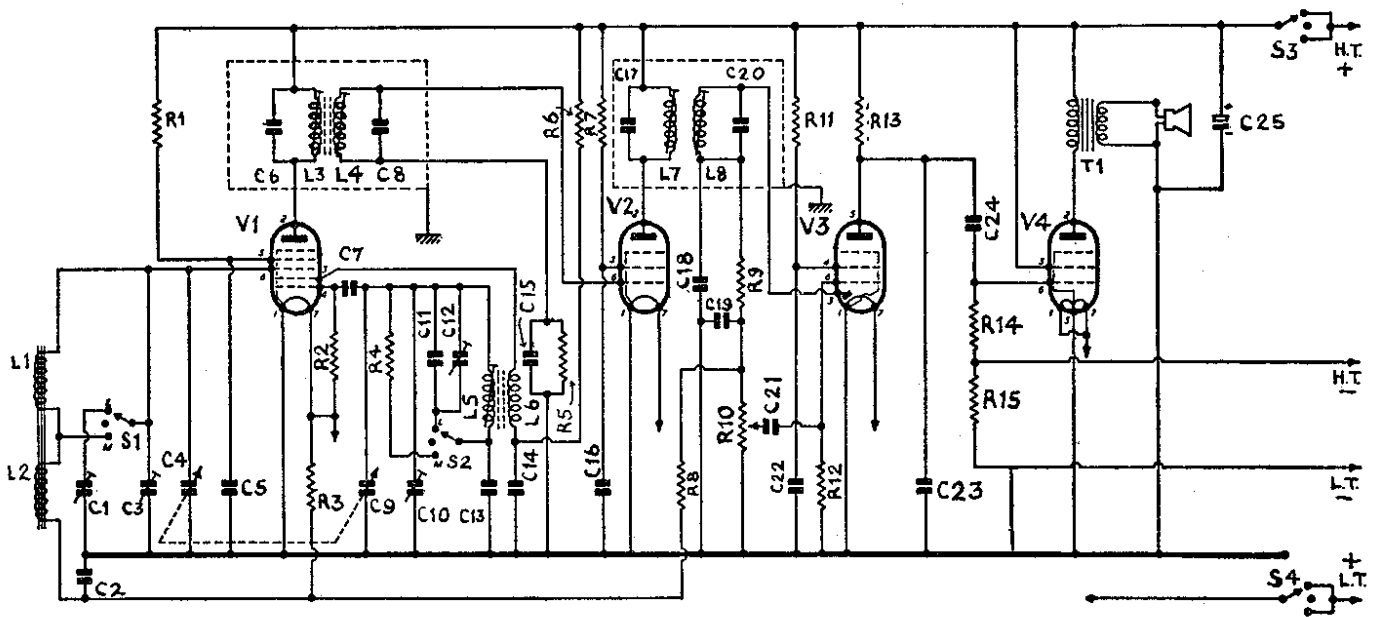 S3
H.T.
+
R1
R6
R7
C17
C20
R11
R13
+
C25
C6
L3
L4
C8
L7
L8
T1
V1
V2
V3
V4
C7
C24
C15
C18
R9
C19
C11
C12
R2
R4
L5
L6
R5
R14
H.T.
−
L1
S1
M
S2
M
R10
C21
R15
L2
C4
C5
R3
C9
C14
C16
R8
C22
R12
C23
L.T.
−
C1
C3
C10
C13
C2
+
L.T.
S4